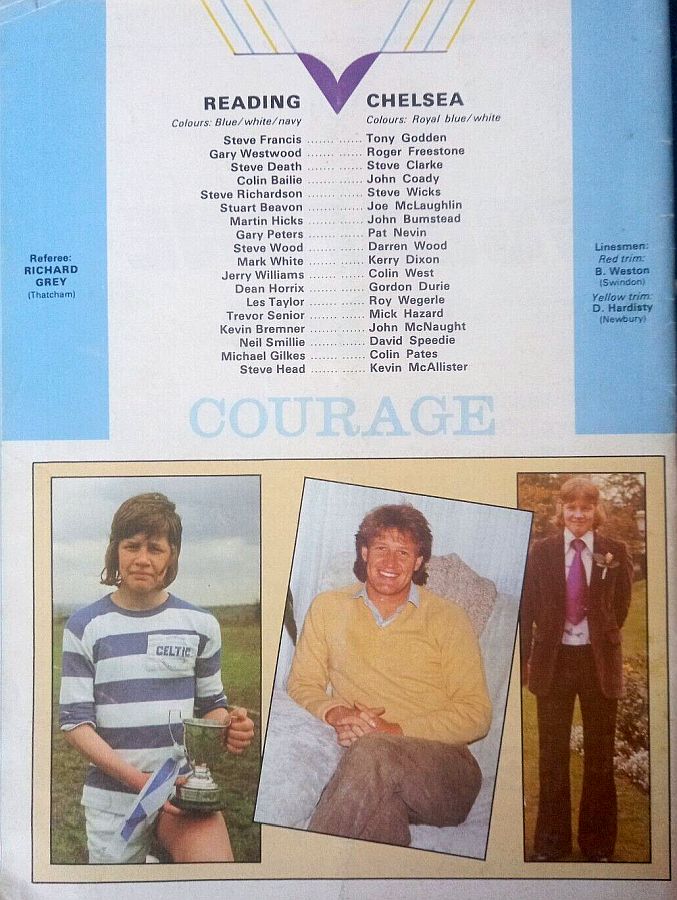 READING CHELSEA
Colours: Blue/white/navy Colours: Royal blue/white
Steve Francis ............ Tony Godden
Gary Westwood ............ Roger Freestone
Steve Death ............ Steve Clarke
Colin Bailie ............ John Coady
Steve Richardson ............ Steve Wicks
Stuart Beavon ............ Joe McLaughlin
Martin Hicks ............ John Bumstead
Gary Peters ............ Pat Nevin
Steve Wood ............ Darren Wood
Mark White ............ Kerry Dixon
Jerry Williams ............ Colin West
Dean Horrix ............ Gordon Durie
Les Taylor ............ Roy Wegerle
Trevor Senior ............ Mick Hazard
Kevin Bremner ............ John McNaught
Neil Smillie ............ David Speedie
Michael Gilkes ............ Colin Pates
Steve Head ............ Kevin McAllister
Referee:
RICHARD
GREY
(Thatcham)
Linesmen:
Red trim:
B. Weston
(Swindon)
Yellow trim:
D. Hardisty
(Newbury)
COURAGE
CELTIC